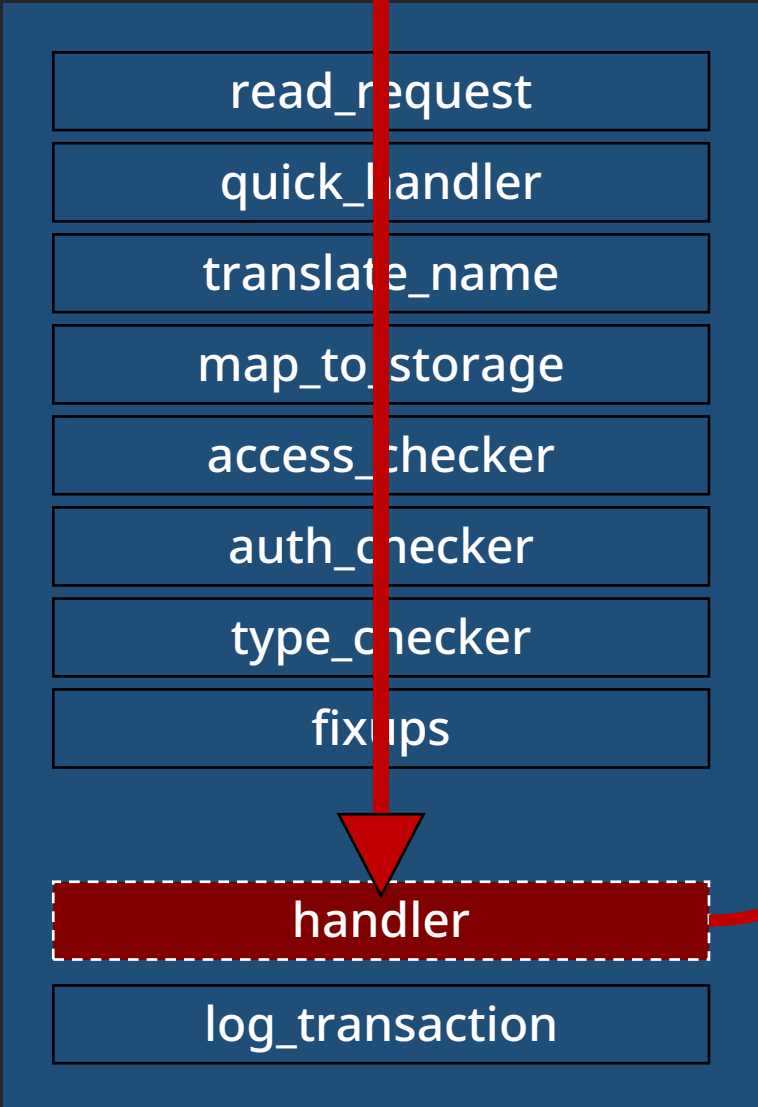 read_request
quick_handler
translate_name
map_to_storage
access_checker
auth_checker
type_checker
fixups
handler
log_transaction